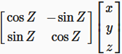 [cos Z  −sin Z] [x]
[sin Z  cos Z] [y]
[z]